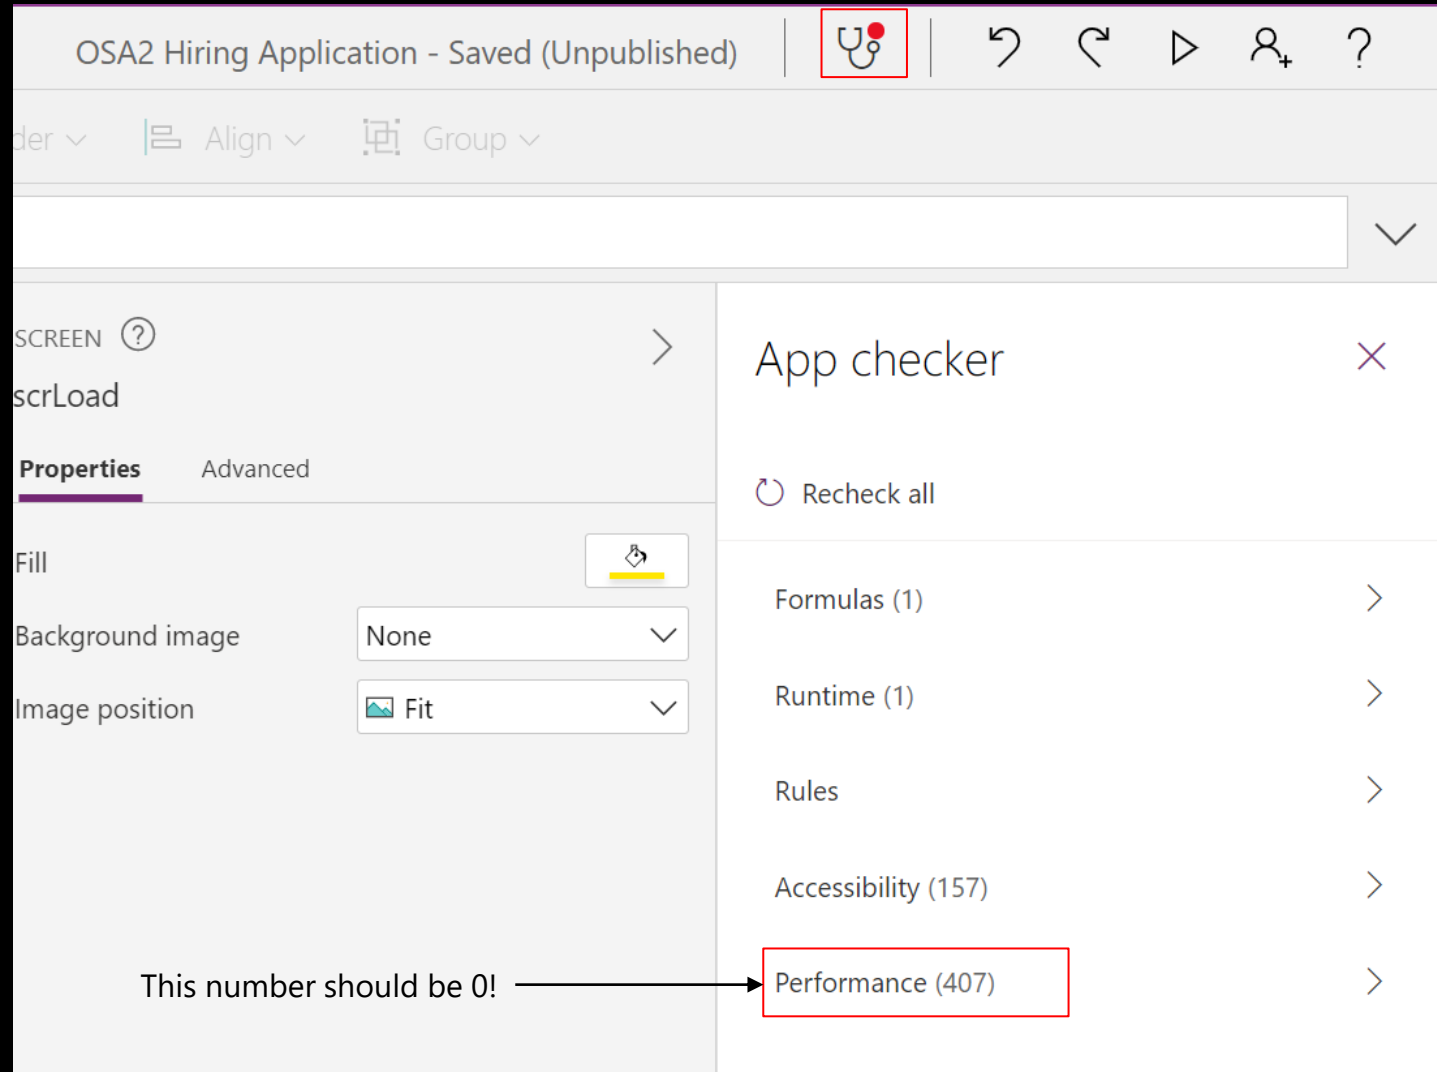 OSA2 Hiring Application - Saved (Unpublished)
der Align Group
SCREEN ?
scrLoad
Properties Advanced
Fill
Background image None
Image position Fit
App checker
Recheck all
Formulas (1)
Runtime (1)
Rules
Accessibility (157)
Performance (407)
This number should be 0!